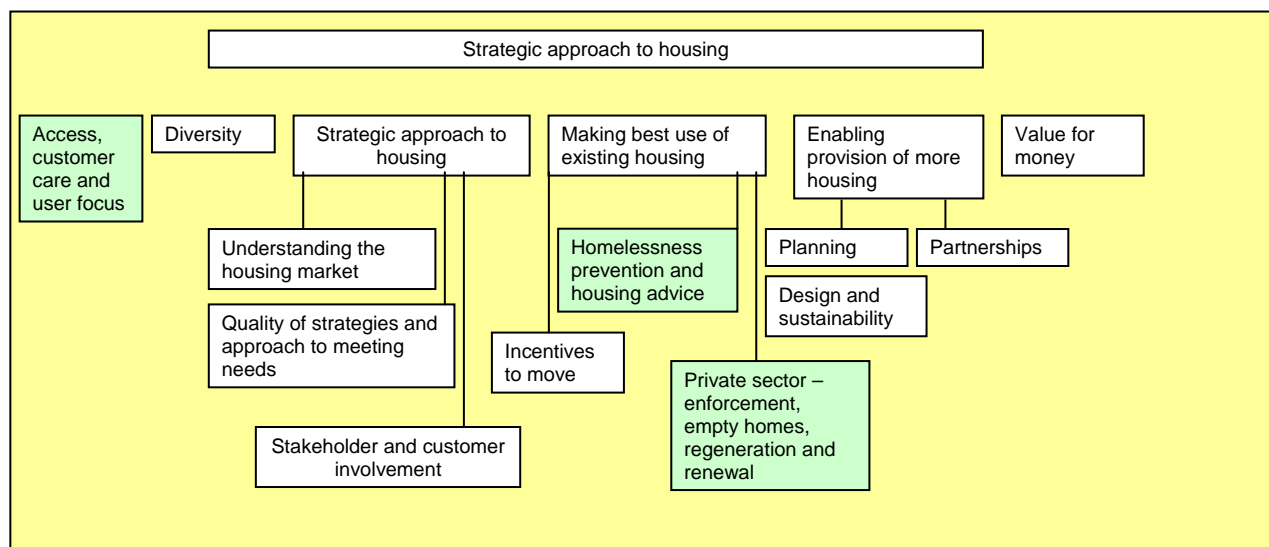 Strategic approach to housing
Access,
customer
care and
user focus
Diversity
Strategic approach to
housing
Making best use of
existing housing
Enabling
provision of more
housing
Value for
money
Understanding the
housing market
Homelessness
prevention and
housing advice
Planning
Partnerships
Quality of strategies and
approach to meeting
needs
Design and
sustainability
Incentives
to move
Private sector –
enforcement,
empty homes,
regeneration and
renewal
Stakeholder and customer
involvement